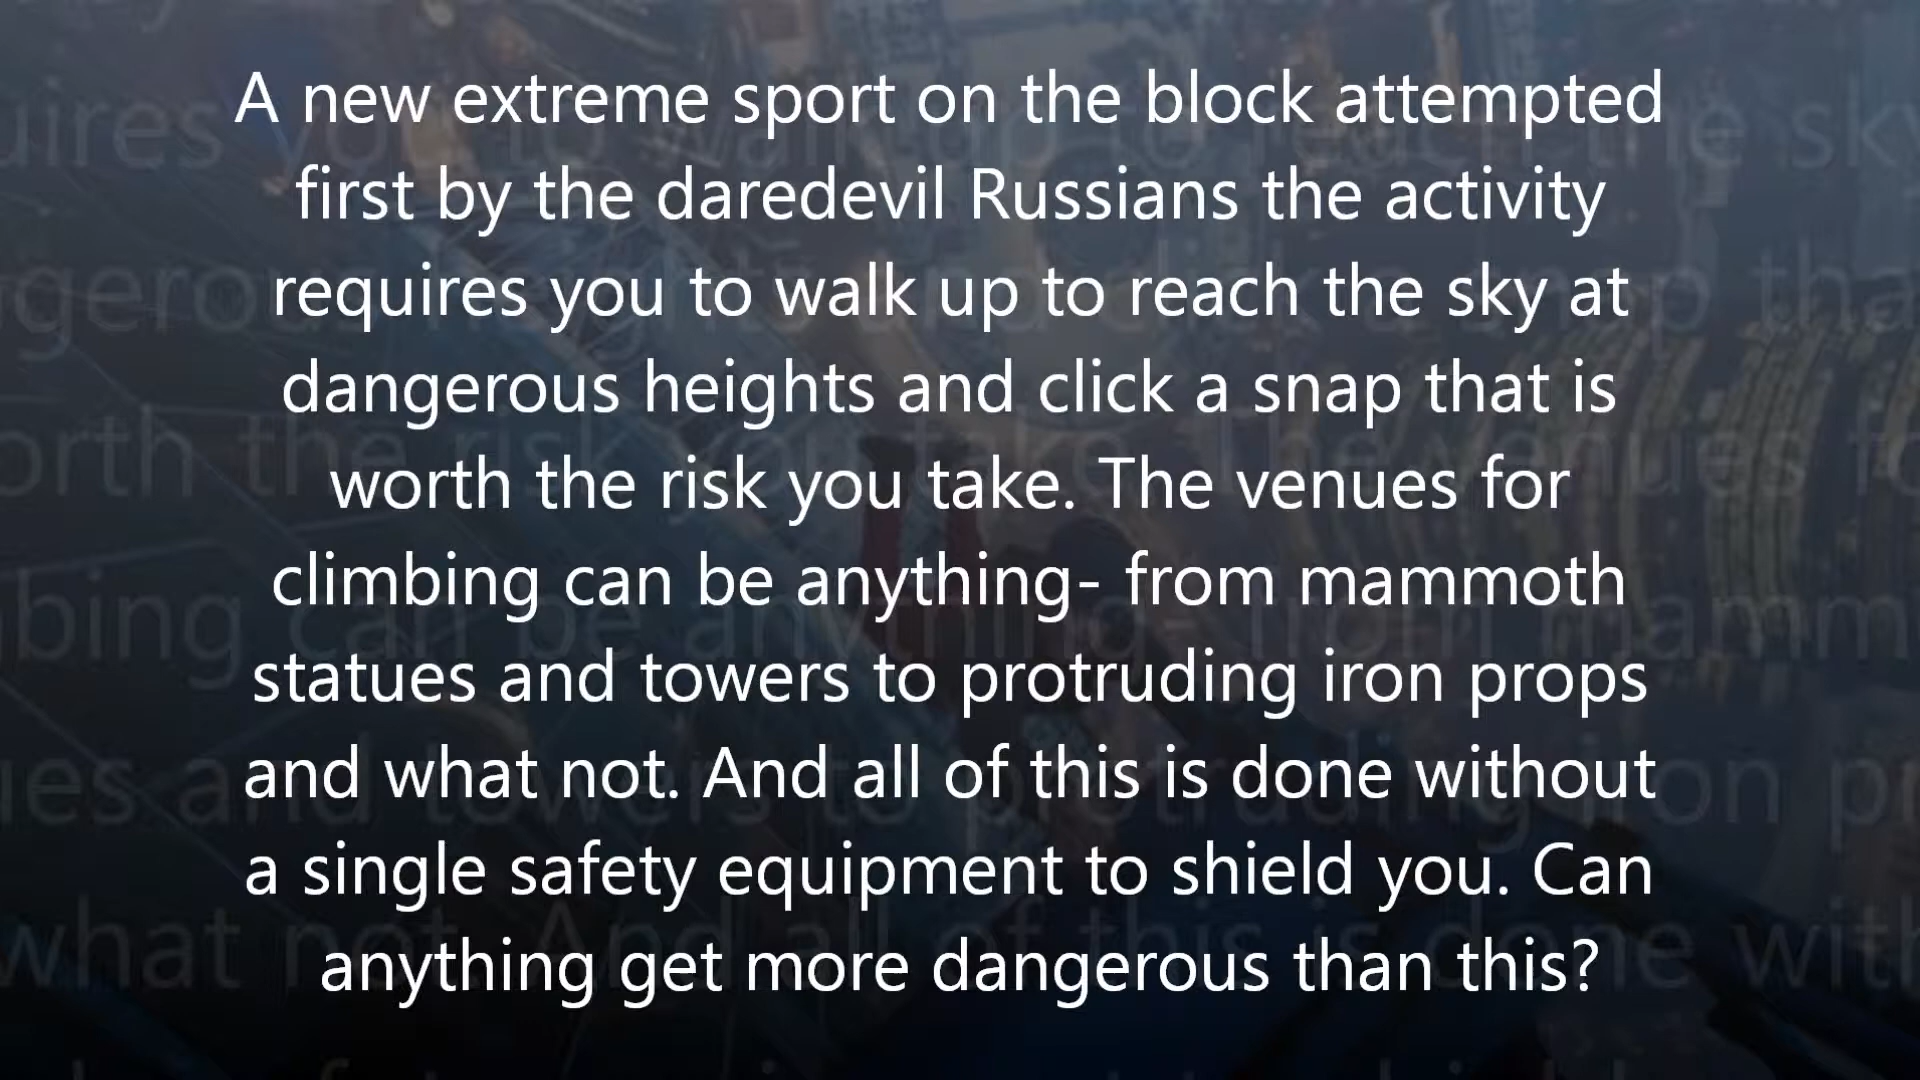 A new extreme sport on the block attempted
first by the daredevil Russians the activity
requires you to walk up to reach the sky at
dangerous heights and click a snap that is
worth the risk you take. The venues for
climbing can be anything- from mammoth
statues and towers to protruding iron props
and what not. And all of this is done without
a single safety equipment to shield you. Can
anything get more dangerous than this?